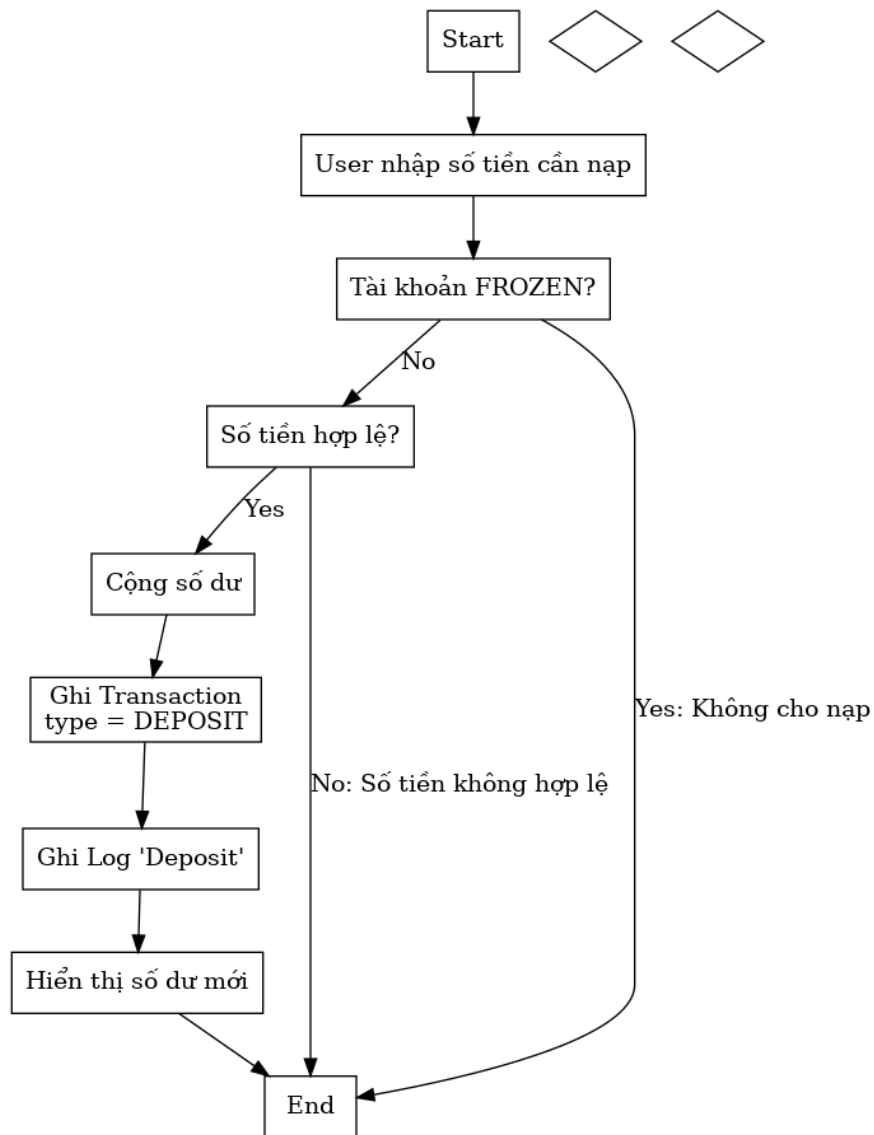 Start
User nhập số tiền cần nạp
Tài khoản FROZEN?
No
Số tiền hợp lệ?
Yes
Cộng số dư
Ghi Transaction
type = DEPOSIT
Yes: Không cho nạp
No: Số tiền không hợp lệ
Ghi Log 'Deposit'
Hiển thị số dư mới
End